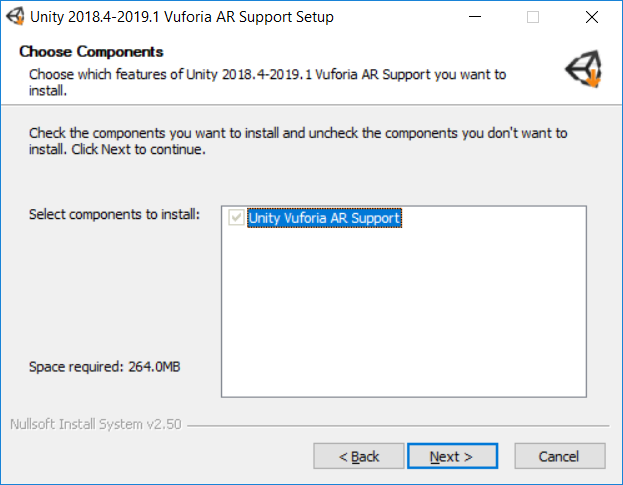 Unity 2018.4-2019.1 Vuforia AR Support Setup
Choose Components
Choose which features of Unity 2018.4-2019.1 Vuforia AR Support you want to
install.
Check the components you want to install and uncheck the components you don't want to
install. Click Next to continue.
Select components to install:
Unity Vuforia AR Support
Space required: 264.0MB
Nullsoft Install System v2.50
< Back
Next >
Cancel